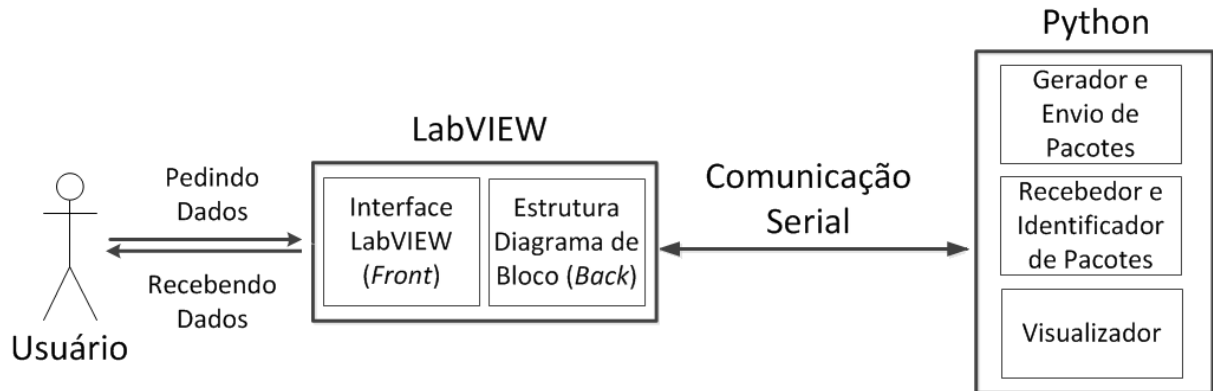 Python
Gerador e
Envio de
Pacotes
Recebedor e
Identificador
de Pacotes
Visualizador
LabVIEW
Interface
LabVIEW
(Front)
Estrutura
Diagrama de
Bloco (Back)
Comunicação
Serial
Pedindo
Dados
Recebendo
Dados
Usuário